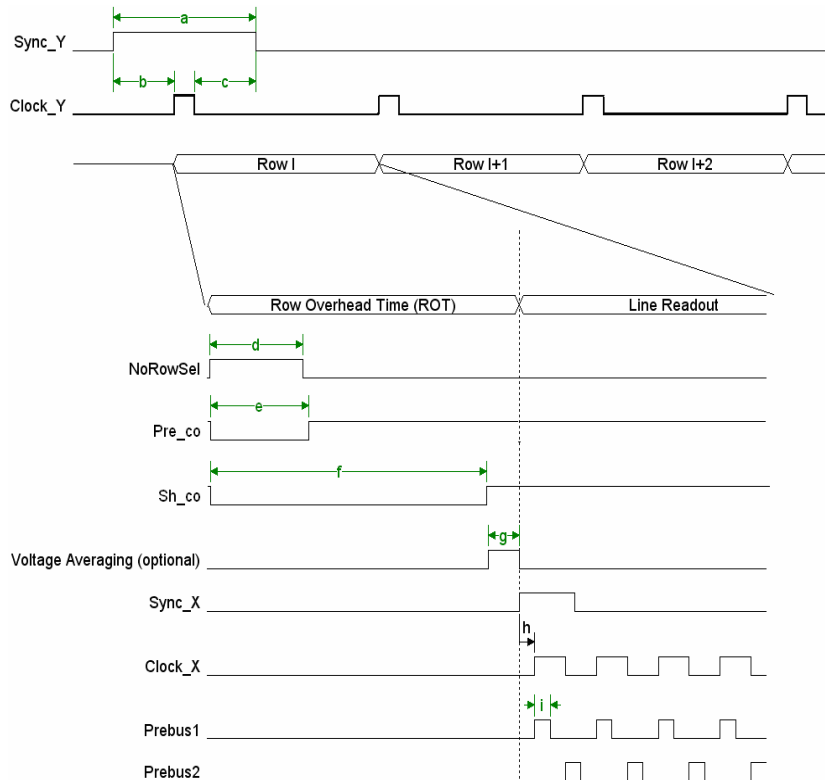 a
Sync_Y
b c
Clock_Y
Row I Row I+1 Row I+2
Row Overhead Time (ROT) Line Readout
d
NoRowSel
e
Pre_co
f
Sh_co
g
Voltage Averaging (optional)
Sync_X
h
Clock_X
i
Prebus1
Prebus2